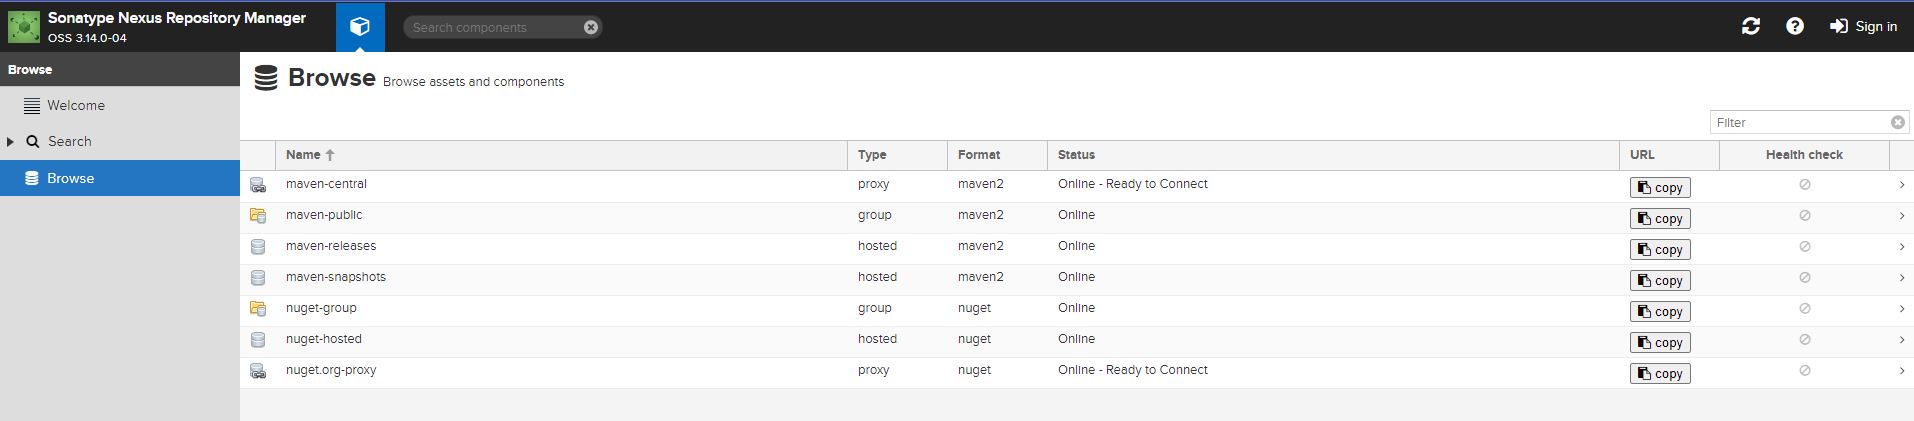 Sonatype Nexus Repository Manager
OSS 3.14.0-04
Search components
Sign in
Browse
Welcome
Search
Browse
Browse Browse assets and components
Filter
Name Type Format Status URL Health check
maven-central proxy maven2 Online - Ready to Connect copy
maven-public group maven2 Online copy
maven-releases hosted maven2 Online copy
maven-snapshots hosted maven2 Online copy
nuget-group group nuget Online copy
nuget-hosted hosted nuget Online copy
nuget.org-proxy proxy nuget Online - Ready to Connect copy